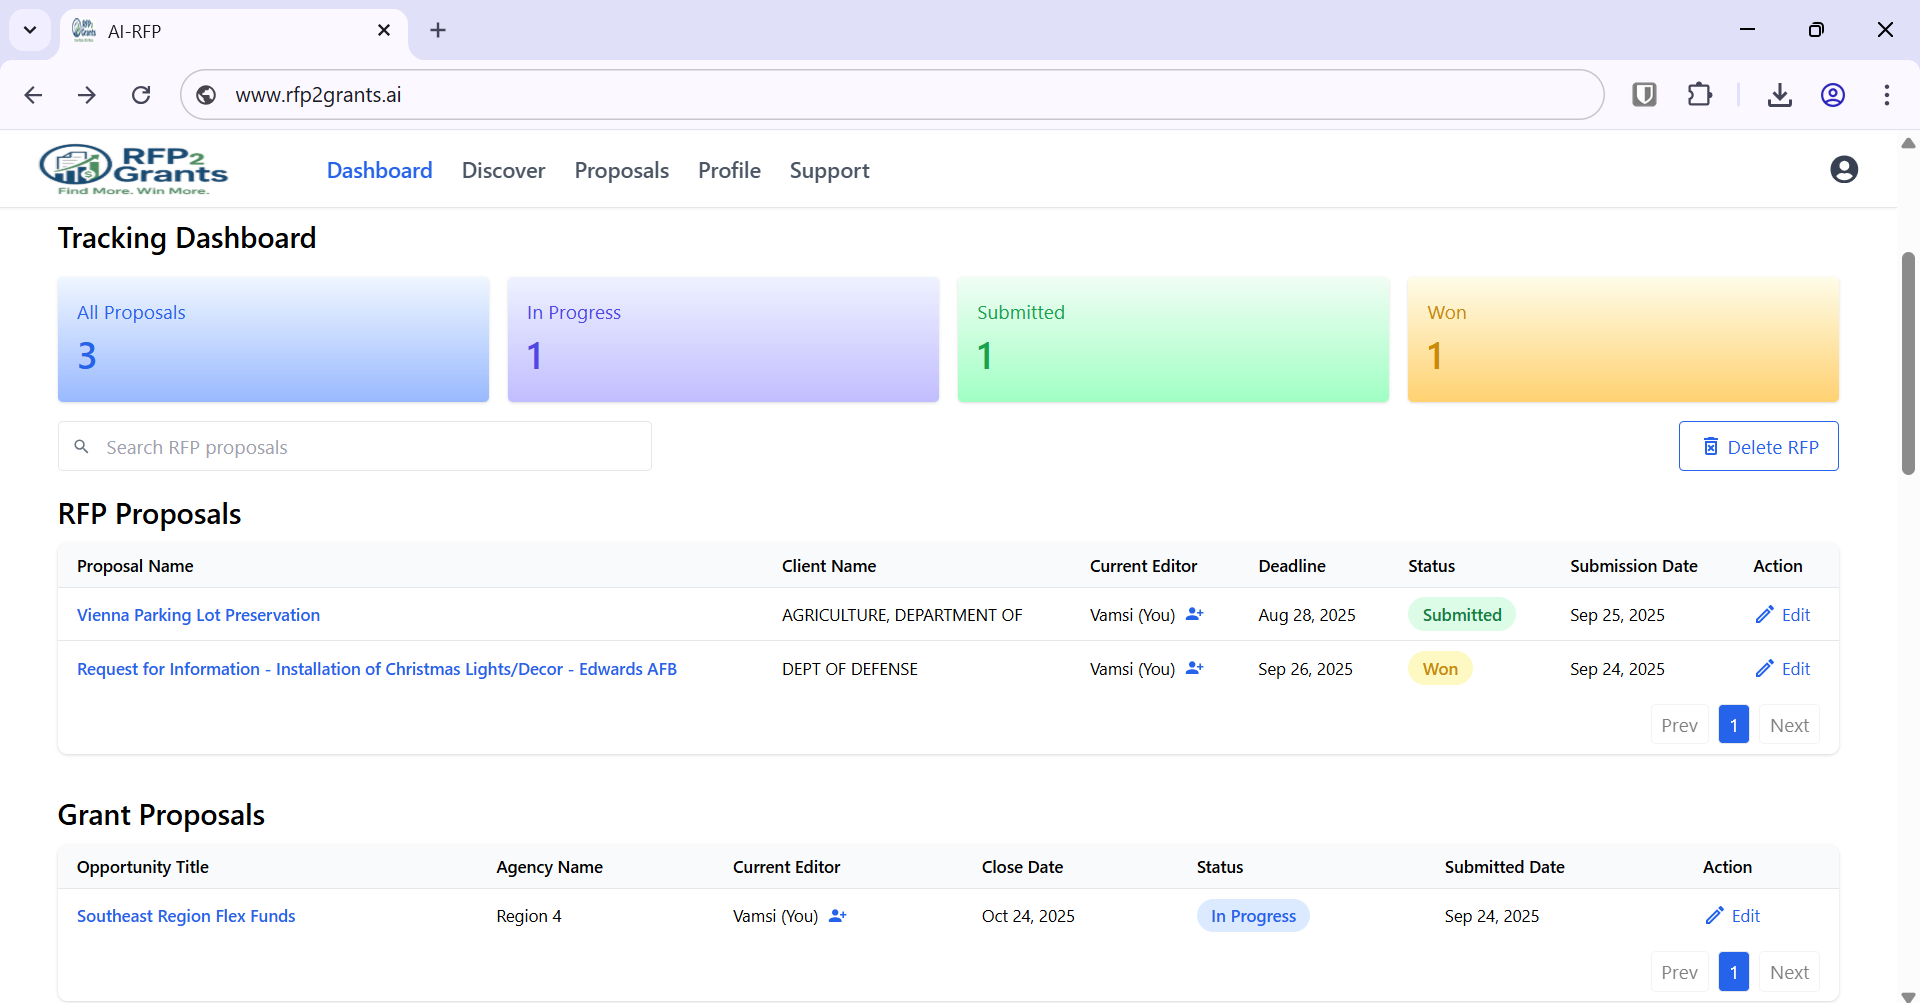 AI-RFP
www.rfp2grants.ai
RFP2
Grants
Find More. Win More.
Dashboard Discover Proposals Profile Support
Tracking Dashboard
All Proposals In Progress Submitted Won
3 1 1 1
Search RFP proposals Delete RFP
RFP Proposals
Proposal Name Client Name Current Editor Deadline Status Submission Date Action
Vienna Parking Lot Preservation AGRICULTURE, DEPARTMENT OF Vamsi (You) Aug 28, 2025 Submitted Sep 25, 2025 Edit
Request for Information - Installation of Christmas Lights/Decor - Edwards AFB DEPT OF DEFENSE Vamsi (You) Sep 26, 2025 Won Sep 24, 2025 Edit
Prev 1 Next
Grant Proposals
Opportunity Title Agency Name Current Editor Close Date Status Submitted Date Action
Southeast Region Flex Funds Region 4 Vamsi (You) Oct 24, 2025 In Progress Sep 24, 2025 Edit
Prev 1 Next